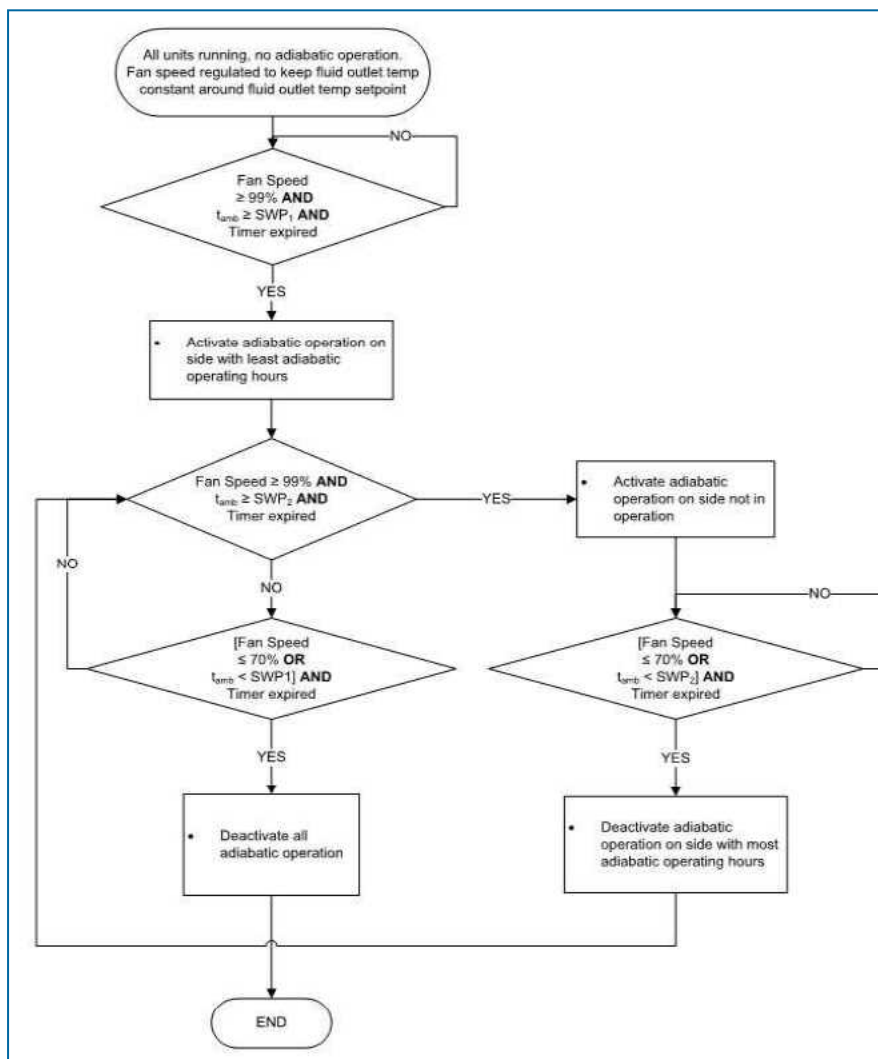 All units running, no adiabatic operation.
Fan speed regulated to keep fluid outlet temp
constant around fluid outlet temp setpoint
NO
Fan Speed
≥ 99% AND
tamb ≥ SWP1 AND
Timer expired
YES
• Activate adiabatic operation on
side with least adiabatic
operating hours
Fan Speed ≥ 99% AND
tamb ≥ SWP2 AND
Timer expired
YES
• Activate adiabatic
operation on side not in
operation
NO
NO
NO
[Fan Speed
≤ 70% OR
tamb < SWP1] AND
Timer expired
[Fan Speed
≤ 70% OR
tamb < SWP2] AND
Timer expired
YES
YES
• Deactivate all
adiabatic operation
• Deactivate adiabatic
operation on side with most
adiabatic operating hours
END